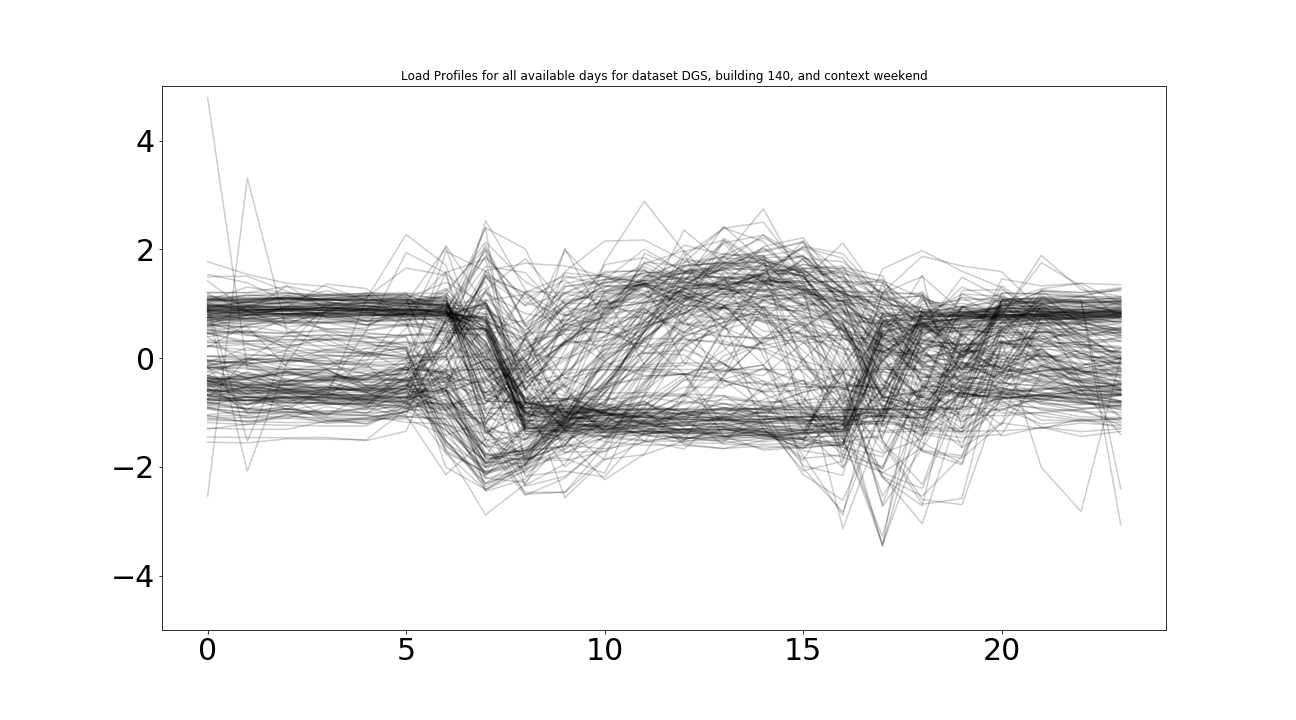 Load Profiles for all available days for dataset DGS, building 140, and context weekend
4
2
0
−2
−4
0 5 10 15 20